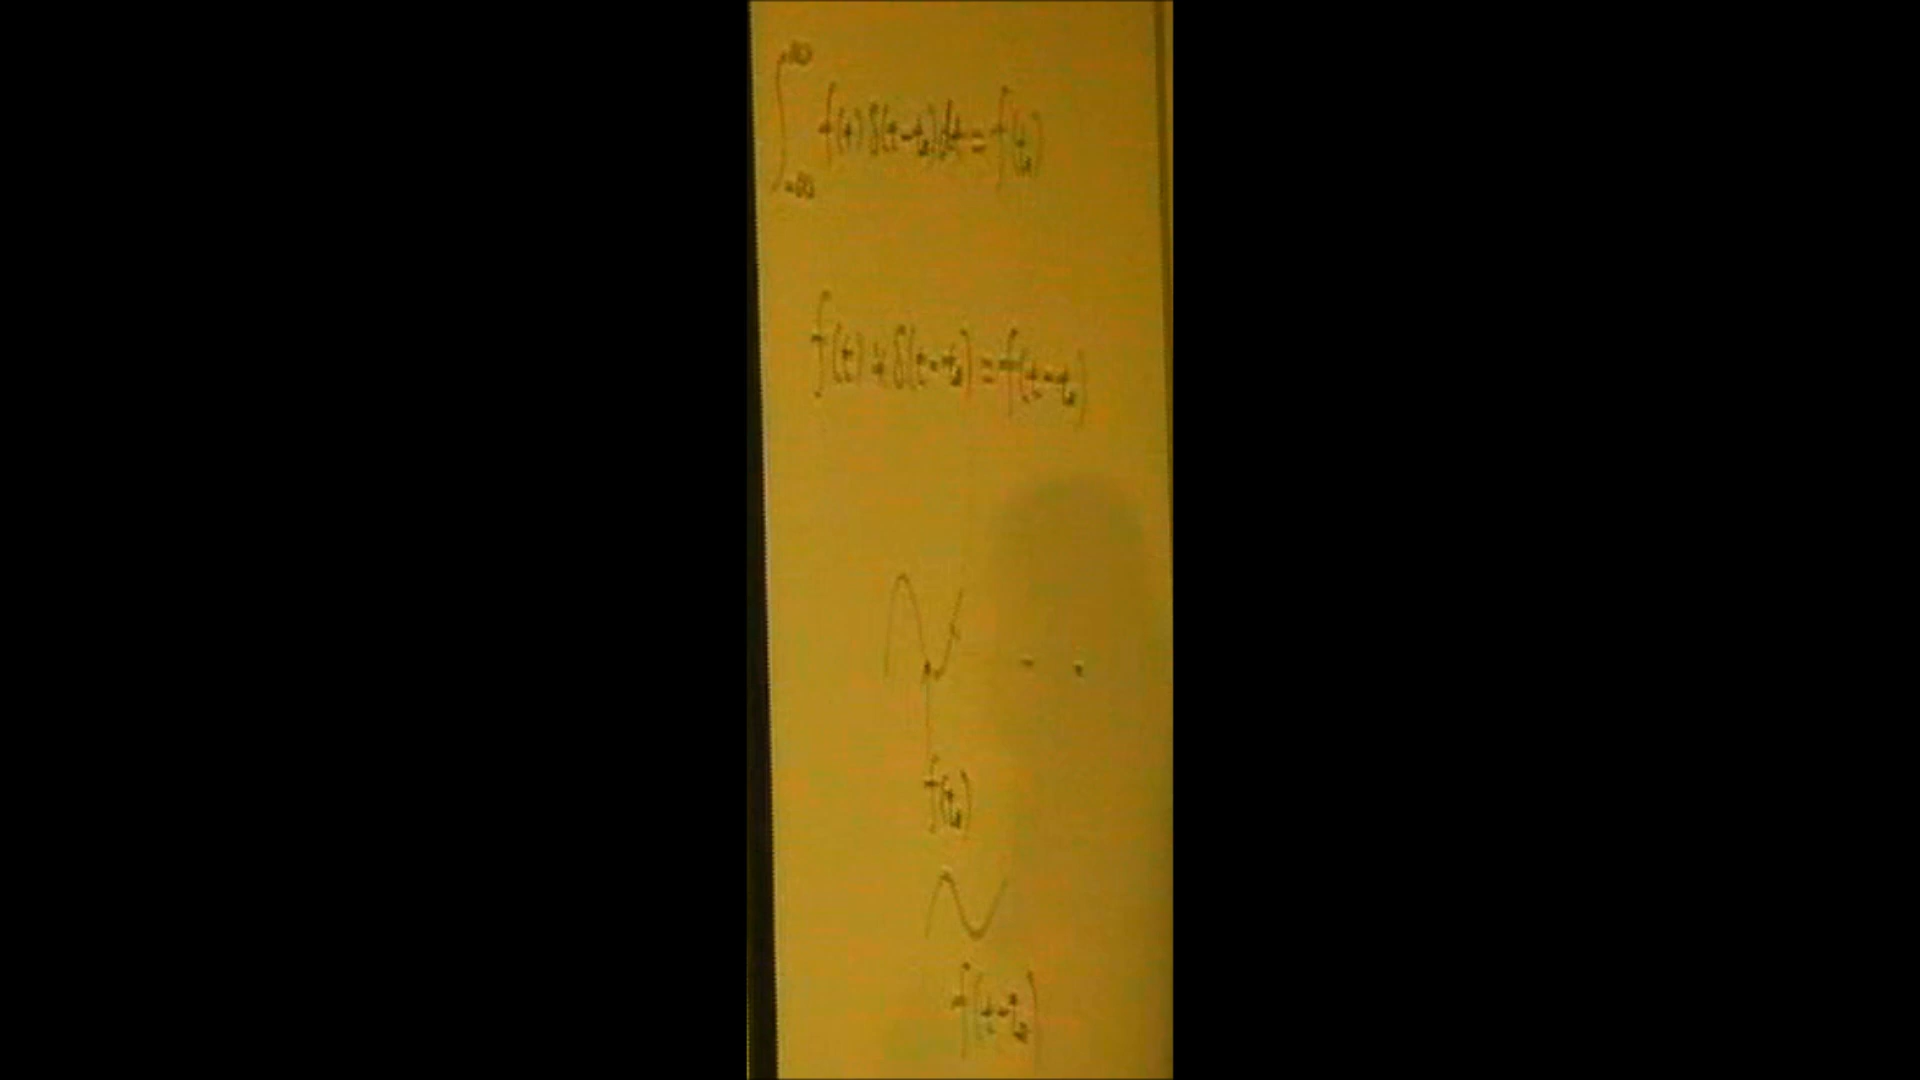 ∫_{-∞}^{∞} f(t) δ(t-t₀)dt = f(t₀)
f(t) * δ(t-t₀) = f(t-t₀)
f(t₀)
f(t-t₀)